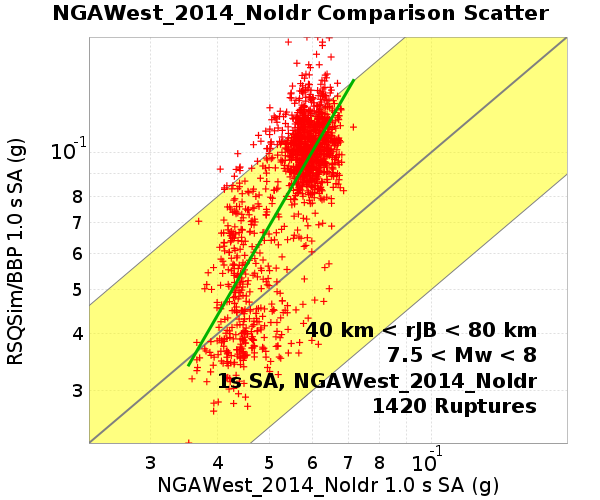 NGAWest_2014_NoIdr Comparison Scatter
RSQSim/BBP 1.0 s SA (g)
10-1
8
7
6
5
4
3
40 km < rJB < 80 km
7.5 < Mw < 8
1s SA, NGAWest_2014_NoIdr
1420 Ruptures
3 4 5 6 7 8 10-1
NGAWest_2014_NoIdr 1.0 s SA (g)